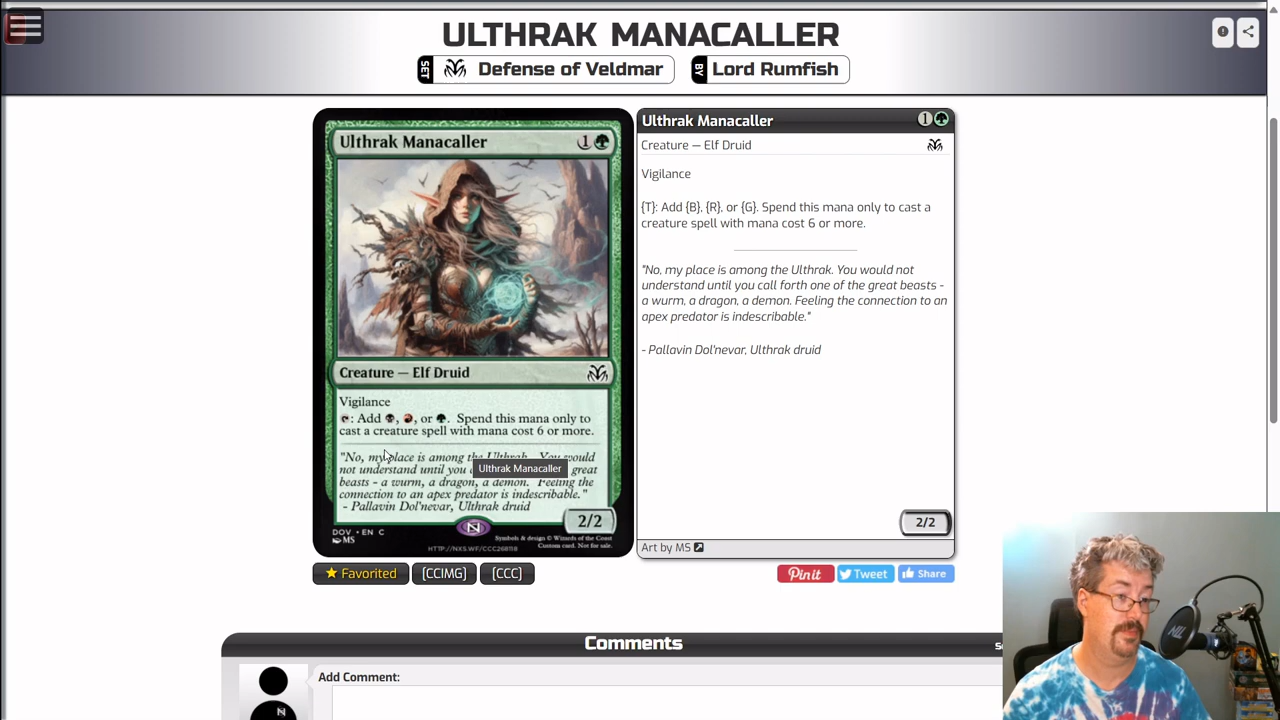 ULTHRAK MANACALLER
SET Defense of Veldmar BY Lord Rumfish
Ulthrak Manacaller 1
Creature — Elf Druid
Vigilance
: Add , , or . Spend this mana only to
cast a creature spell with mana cost 6 or more.
"No, my place is among the Ulthrak. You would
not understand until you great
beasts - a wurm, a dragon, a demon. Feeling the
connection to an apex predator is indescribable."
- Pallavin Dol'nevar, Ulthrak druid
2/2
DOV • EN C
MS
Symbols & design © Wizards of the Coast
Custom card. Not for sale.
HTTP://NXS.WF/CCC268118
Ulthrak Manacaller
Ulthrak Manacaller 1
Creature — Elf Druid
Vigilance
{T}: Add {B}, {R}, or {G}. Spend this mana only to cast a
creature spell with mana cost 6 or more.
"No, my place is among the Ulthrak. You would not
understand until you call forth one of the great beasts -
a wurm, a dragon, a demon. Feeling the connection to an
apex predator is indescribable."
- Pallavin Dol'nevar, Ulthrak druid
2/2
Art by MS
Favorited [CCIMG] [CCC]
Pinit Tweet Share
Comments
Add Comment: